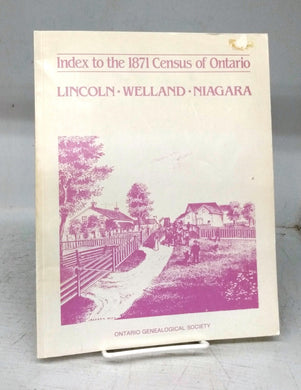 Index to the 1871 Census of Ontario
LINCOLN • WELLAND • NIAGARA
ONTARIO GENEALOGICAL SOCIETY